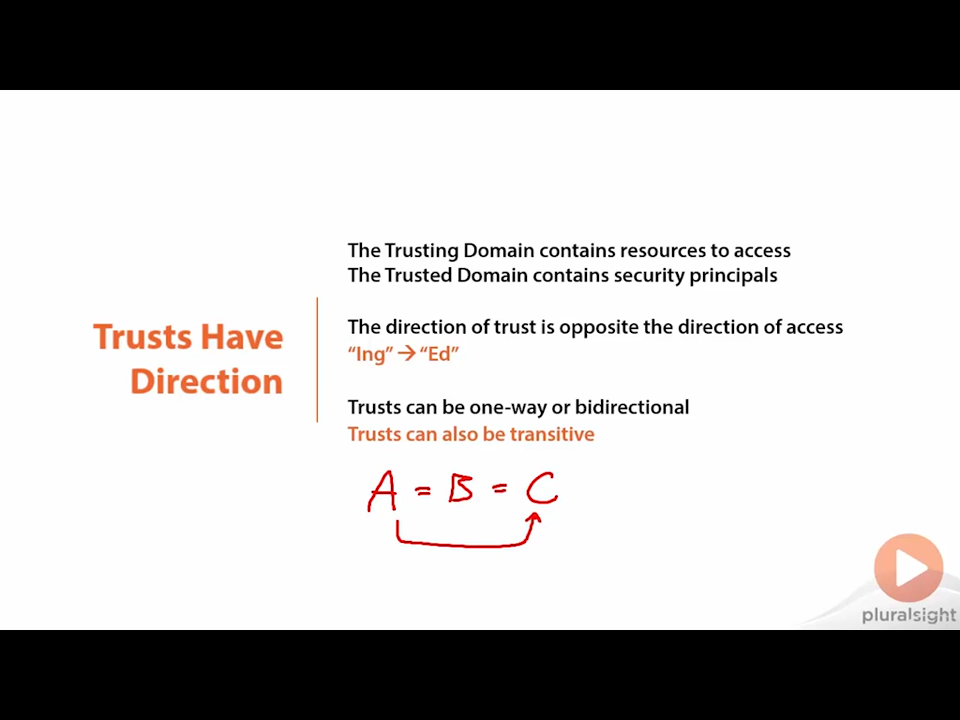 Trusts Have
Direction
The Trusting Domain contains resources to access
The Trusted Domain contains security principals
The direction of trust is opposite the direction of access
“Ing” → “Ed”
Trusts can be one-way or bidirectional
Trusts can also be transitive
A = B = C
pluralsight